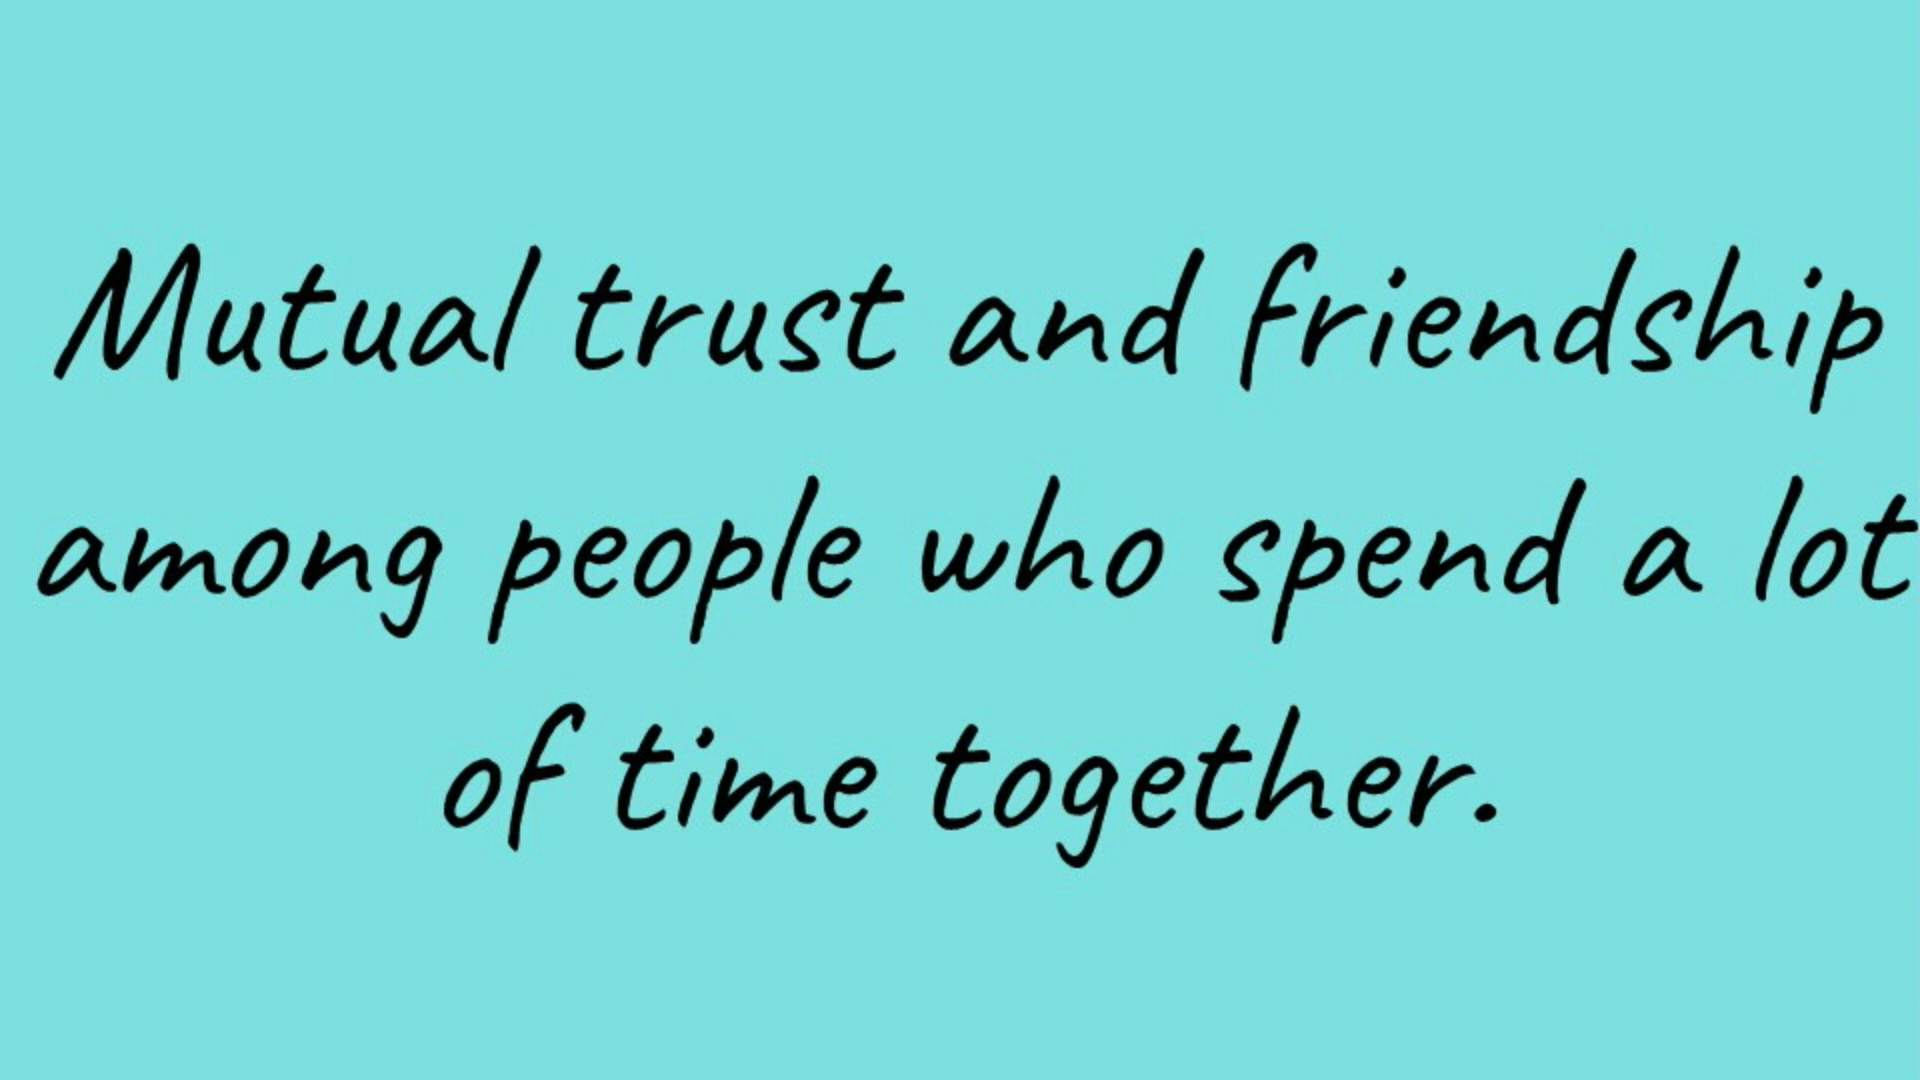 Mutual trust and friendship
among people who spend a lot
of time together.